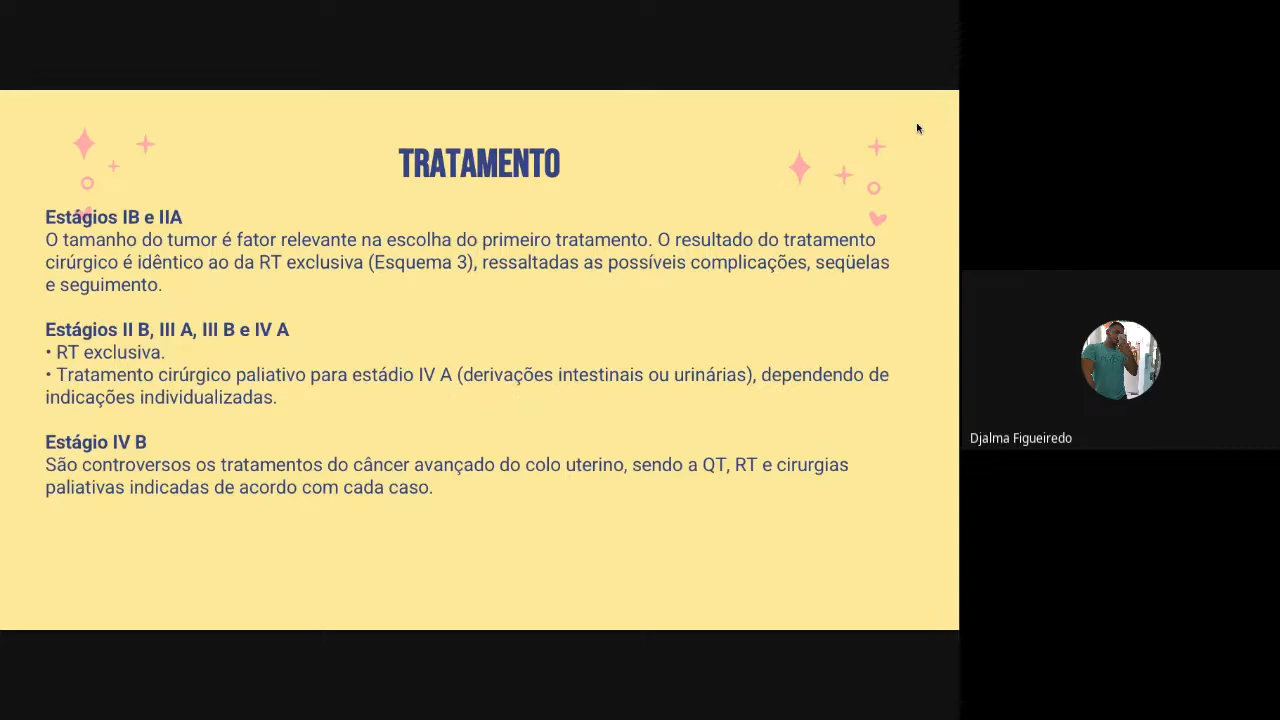 TRATAMENTO
Estágios IB e IIA
O tamanho do tumor é fator relevante na escolha do primeiro tratamento. O resultado do tratamento
cirúrgico é idêntico ao da RT exclusiva (Esquema 3), ressaltadas as possíveis complicações, seqüelas
e seguimento.
Estágios II B, III A, III B e IV A
• RT exclusiva.
• Tratamento cirúrgico paliativo para estádio IV A (derivações intestinais ou urinárias), dependendo de
indicações individualizadas.
Estágio IV B
São controversos os tratamentos do câncer avançado do colo uterino, sendo a QT, RT e cirurgias
paliativas indicadas de acordo com cada caso.
Djalma Figueiredo